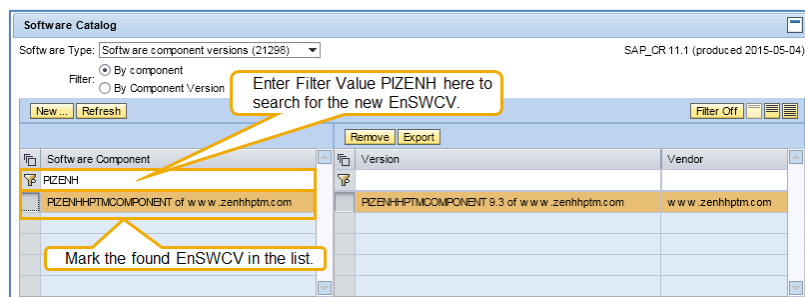 Software Catalog
Software Type: Software component versions (21298)
SAP_CR 11.1 (produced 2015-05-04)
Filter: By component
By Component Version
Enter Filter Value PIZENH here to
search for the new EnSWCV.
New ... Refresh
Filter Off
Remove Export
Software Component
Version
Vendor
PIZENH
PIZENHHPTMCOMPONENT of www.zenhhptm.com
PIZENHHPTMCOMPONENT 9.3 of www.zenhhptm.com
www.zenhhptm.com
Mark the found EnSWCV in the list.